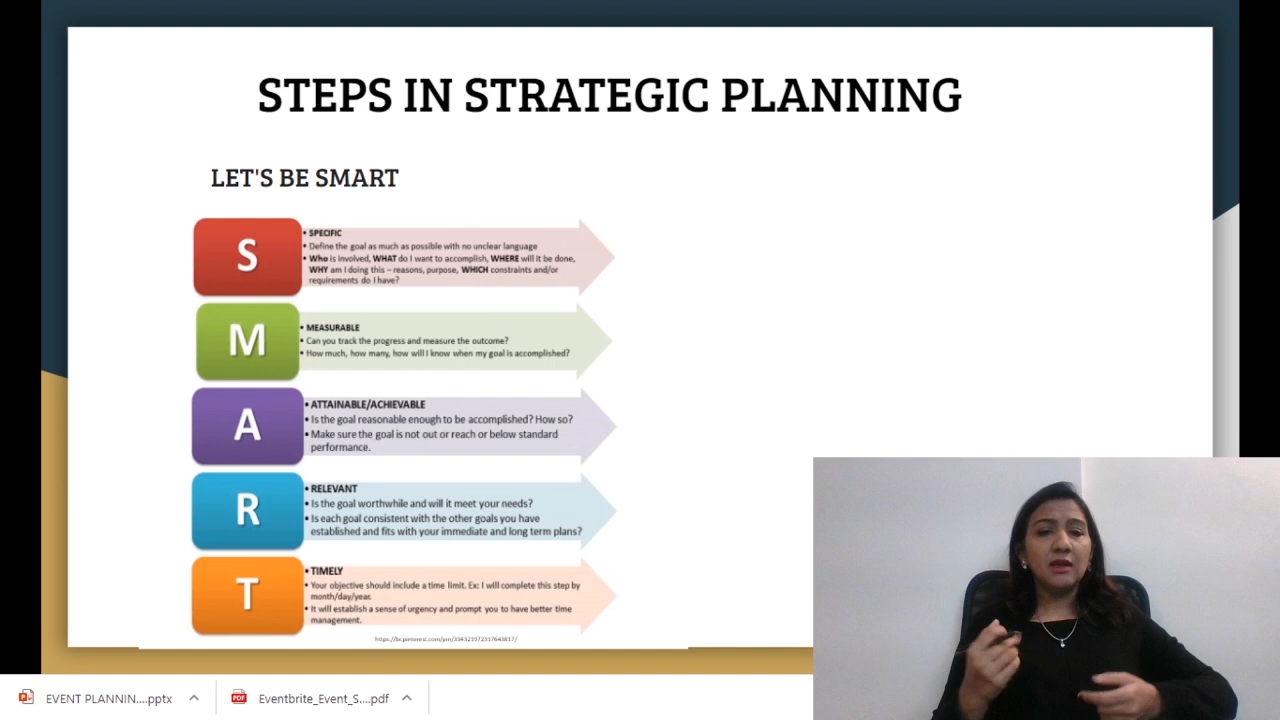 STEPS IN STRATEGIC PLANNING
LET'S BE SMART
S
• SPECIFIC
• Define the goal as much as possible with no unclear language
• Who is involved, WHAT do I want to accomplish, WHERE will it be done,
WHY am I doing this – reasons, purpose, WHICH constraints and/or
requirements do I have?
M
• MEASURABLE
• Can you track the progress and measure the outcome?
• How much, how many, how will I know when my goal is accomplished?
A
• ATTAINABLE/ACHIEVABLE
• Is the goal reasonable enough to be accomplished? How so?
• Make sure the goal is not out or reach or below standard
performance.
R
• RELEVANT
• Is the goal worthwhile and will it meet your needs?
• Is each goal consistent with the other goals you have
established and fits with your immediate and long term plans?
T
• TIMELY
• Your objective should include a time limit. Ex: I will complete this step by
month/day/year.
• It will establish a sense of urgency and prompt you to have better time
management.
https://br.pinterest.com/pin/334321972317643817/
EVENT PLANNIN....pptx
PDF
Eventbrite_Event_S....pdf